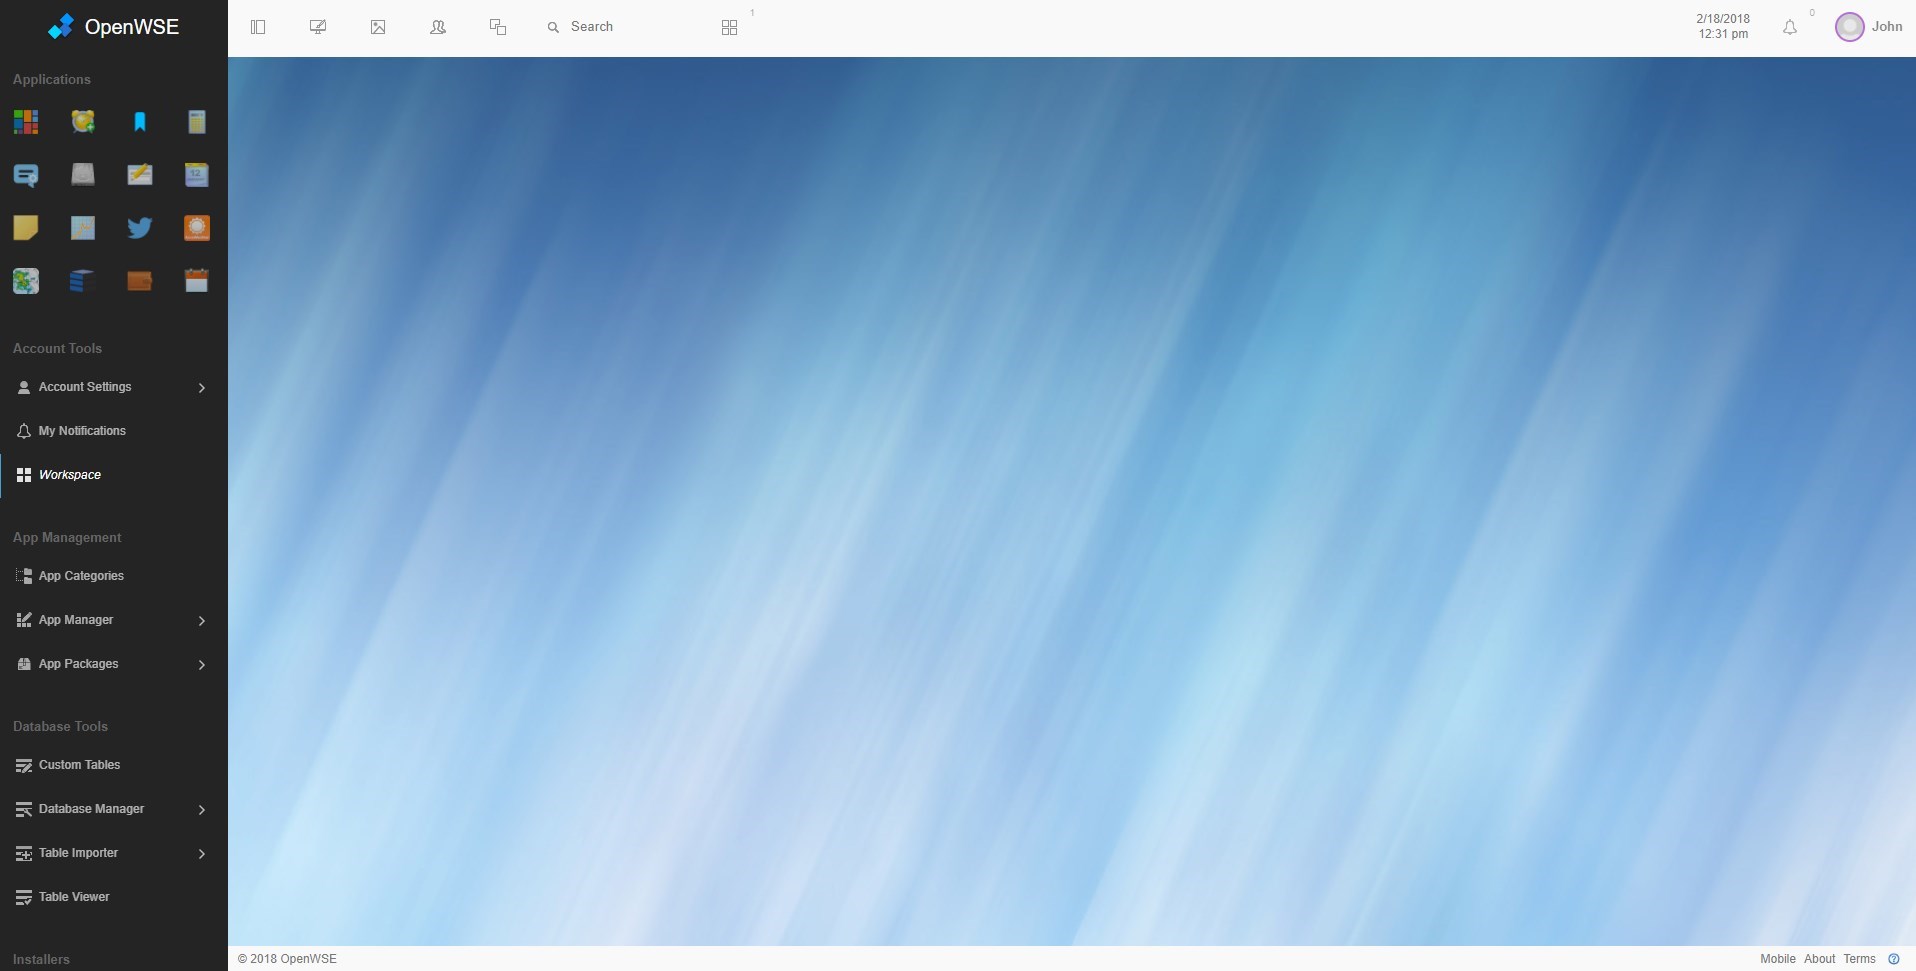 OpenWSE
Search
1
2/18/2018
12:31 pm
0
John
Applications
12
Account Tools
Account Settings
My Notifications
Workspace
App Management
App Categories
App Manager
App Packages
Database Tools
Custom Tables
Database Manager
Table Importer
Table Viewer
Installers
© 2018 OpenWSE
Mobile About Terms